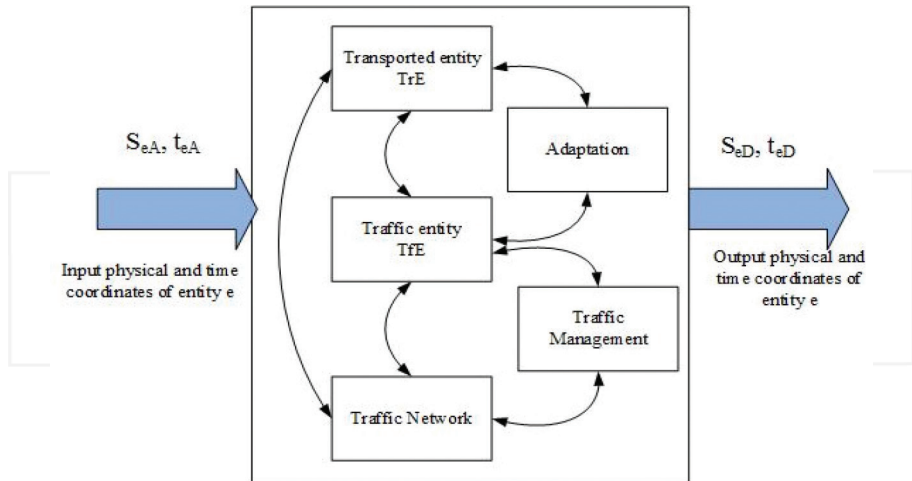 Transported entity
TrE
Adaptation
S_eA, t_eA
S_eD, t_eD
Traffic entity
TfE
Input physical and time
coordinates of entity e
Output physical and
time coordinates of
entity e
Traffic
Management
Traffic Network